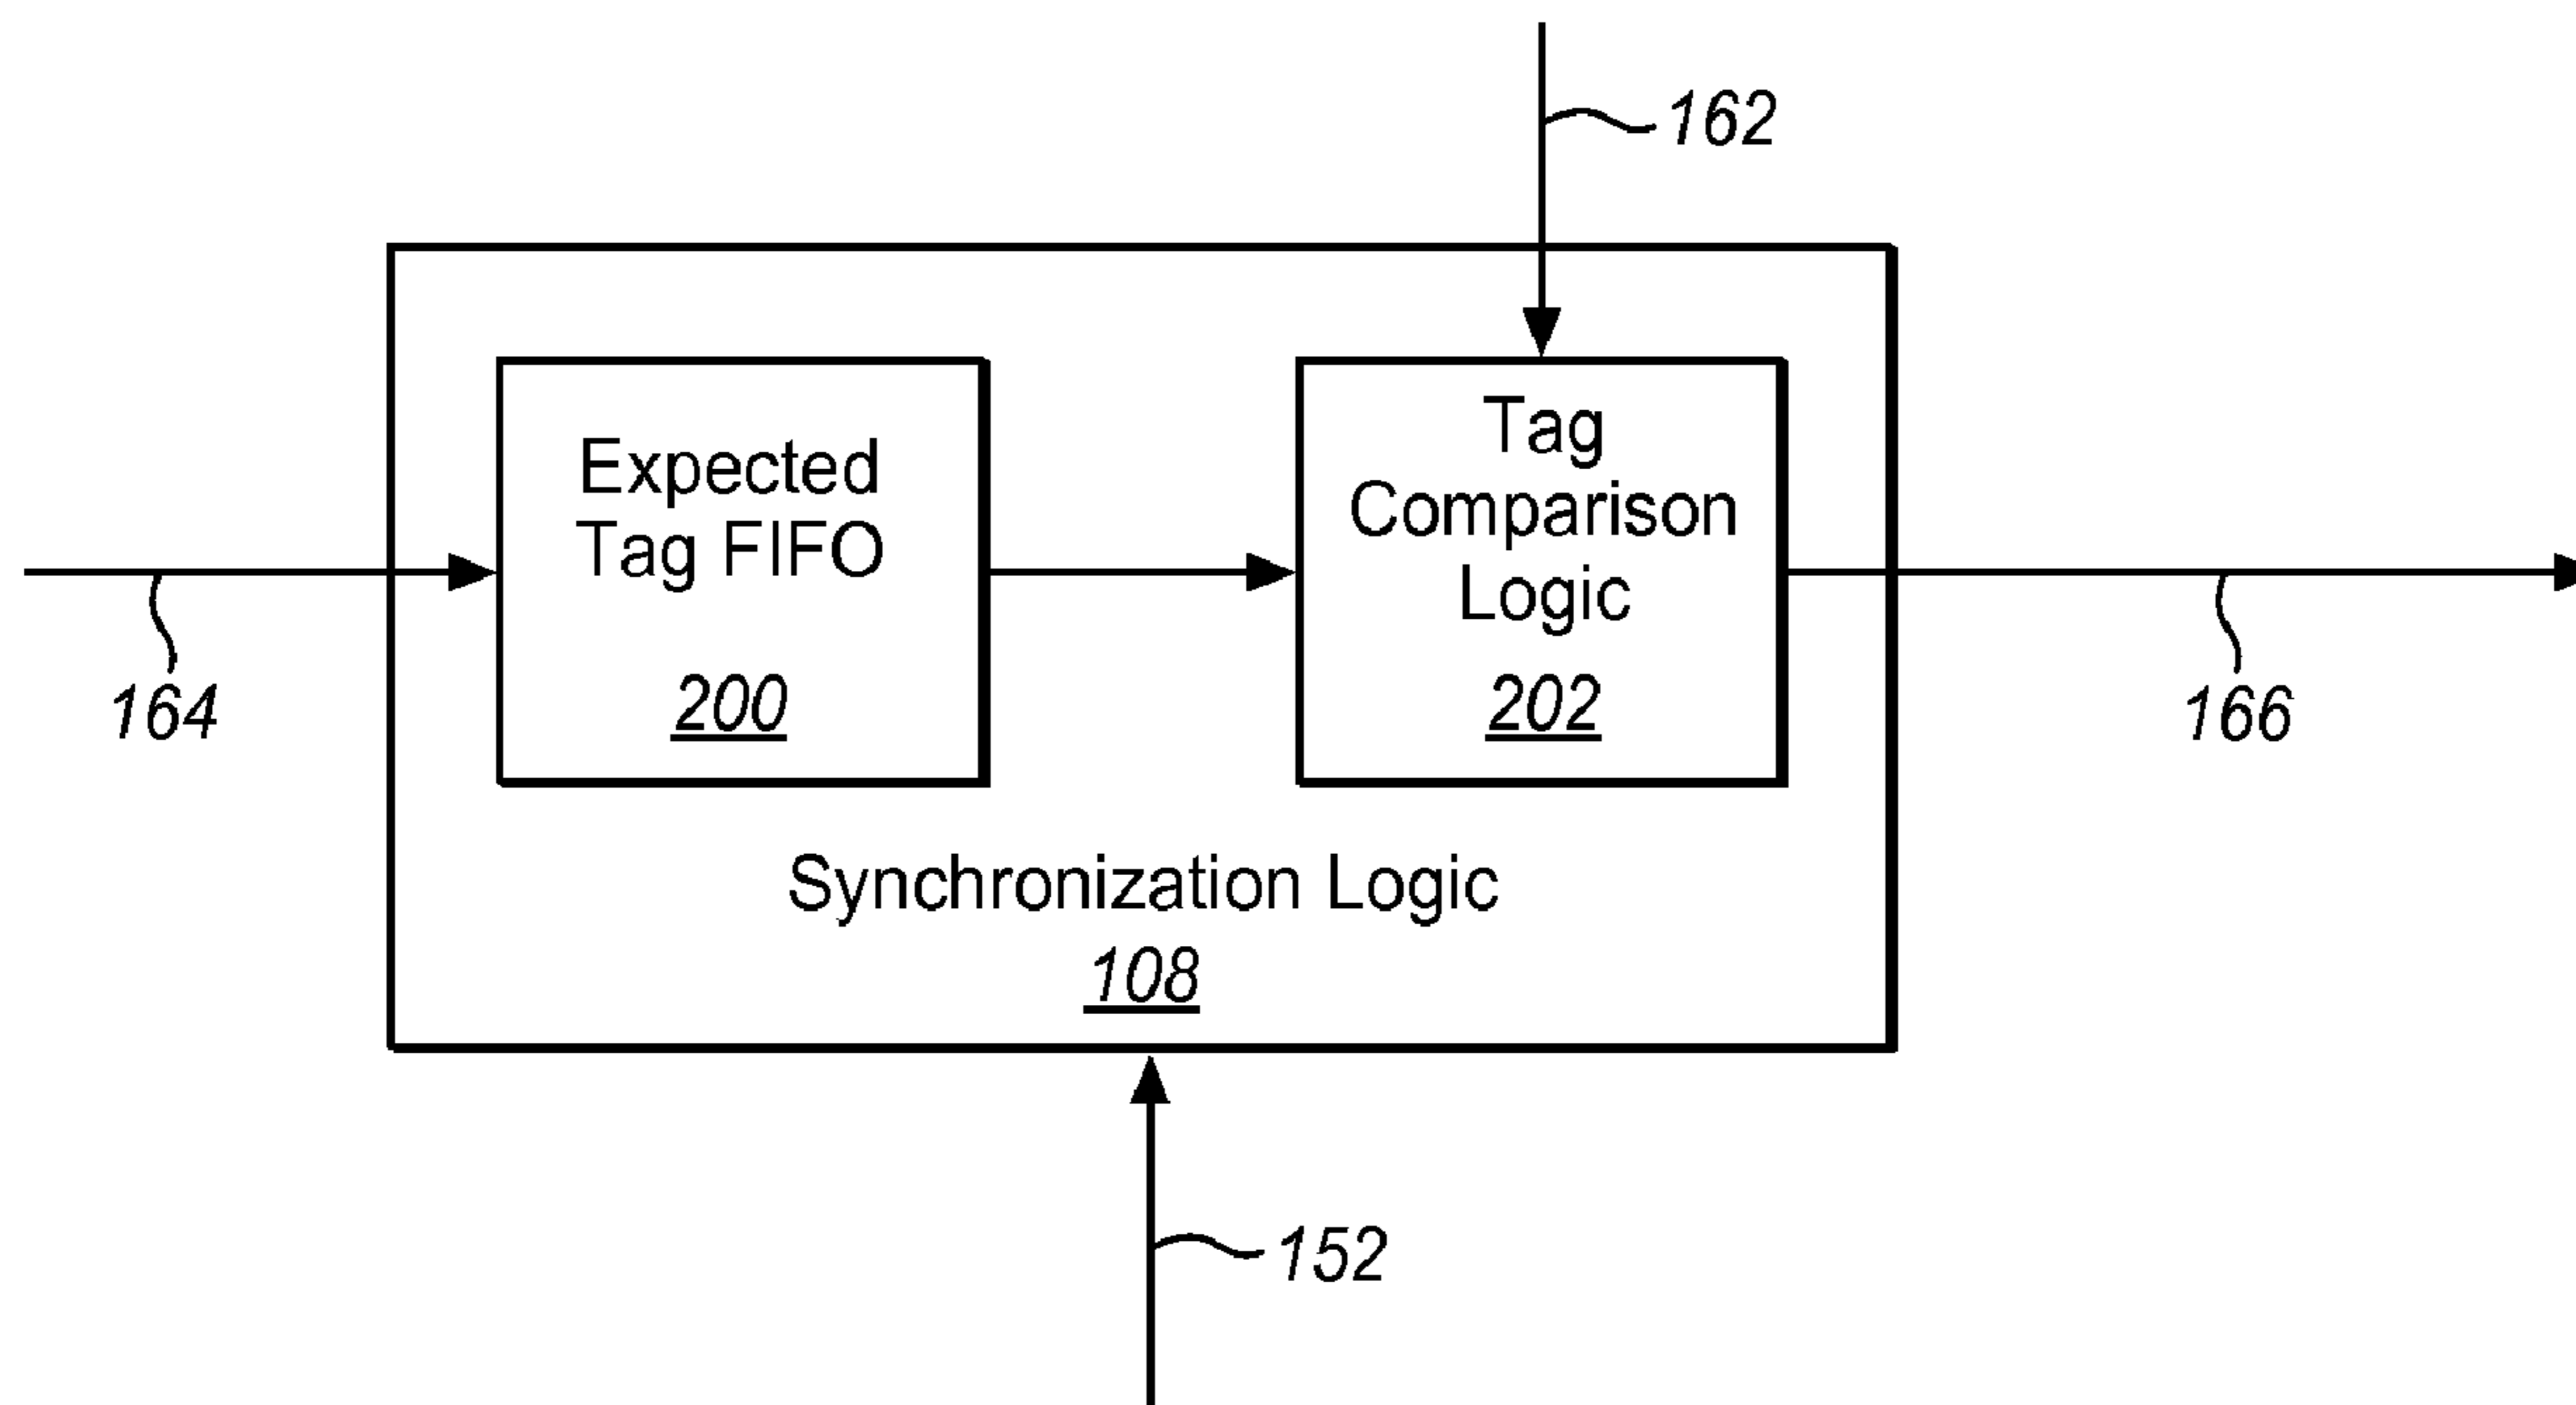 162
Expected
Tag FIFO
200
Tag
Comparison
Logic
202
164
166
Synchronization Logic
108
152